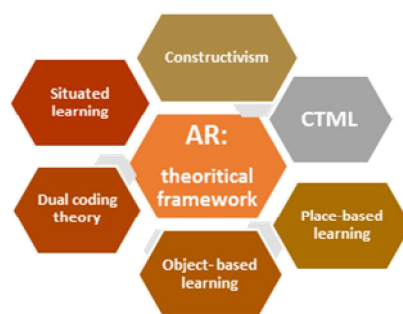 Constructivism
Situated
learning
CTML
AR:
theoritical
framework
Dual coding
theory
Place-based
learning
Object- based
learning